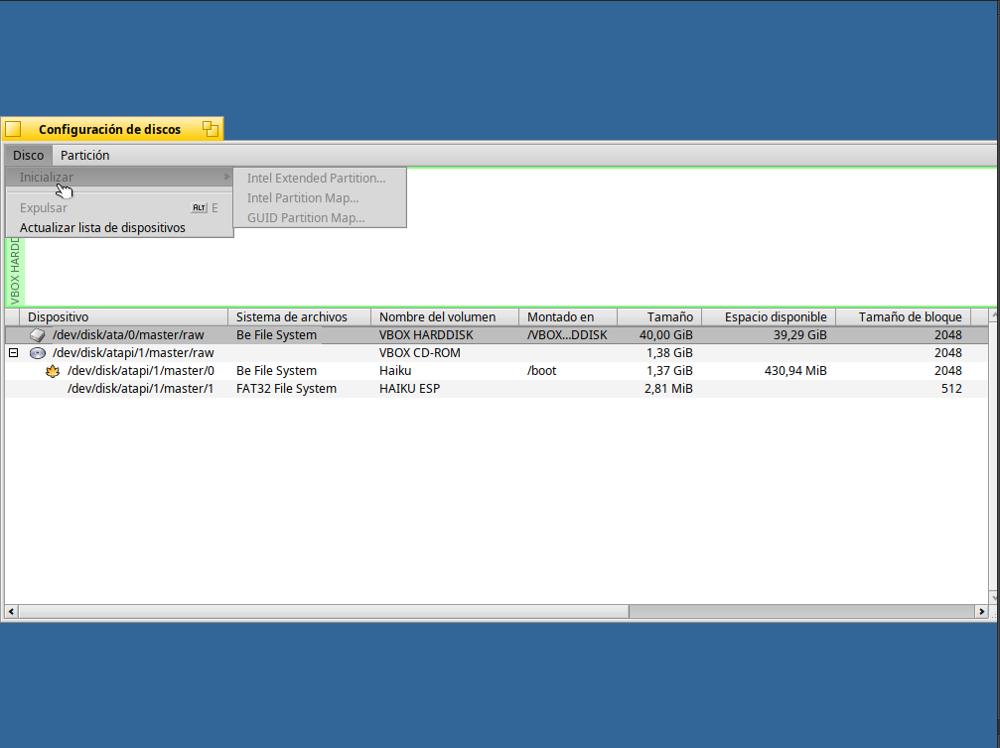 Configuración de discos
Disco Partición
Inicializar
Expulsar ALT E
Actualizar lista de dispositivos
Intel Extended Partition...
Intel Partition Map...
GUID Partition Map...
VBOX HARDD
Dispositivo Sistema de archivos Nombre del volumen Montado en Tamaño Espacio disponible Tamaño de bloque
/dev/disk/ata/0/master/raw Be File System VBOX HARDDISK /VBOX...DDISK 40,00 GiB 39,29 GiB 2048
/dev/disk/atapi/1/master/raw VBOX CD-ROM 1,38 GiB 2048
/dev/disk/atapi/1/master/0 Be File System Haiku /boot 1,37 GiB 430,94 MiB 2048
/dev/disk/atapi/1/master/1 FAT32 File System HAIKU ESP 2,81 MiB 512